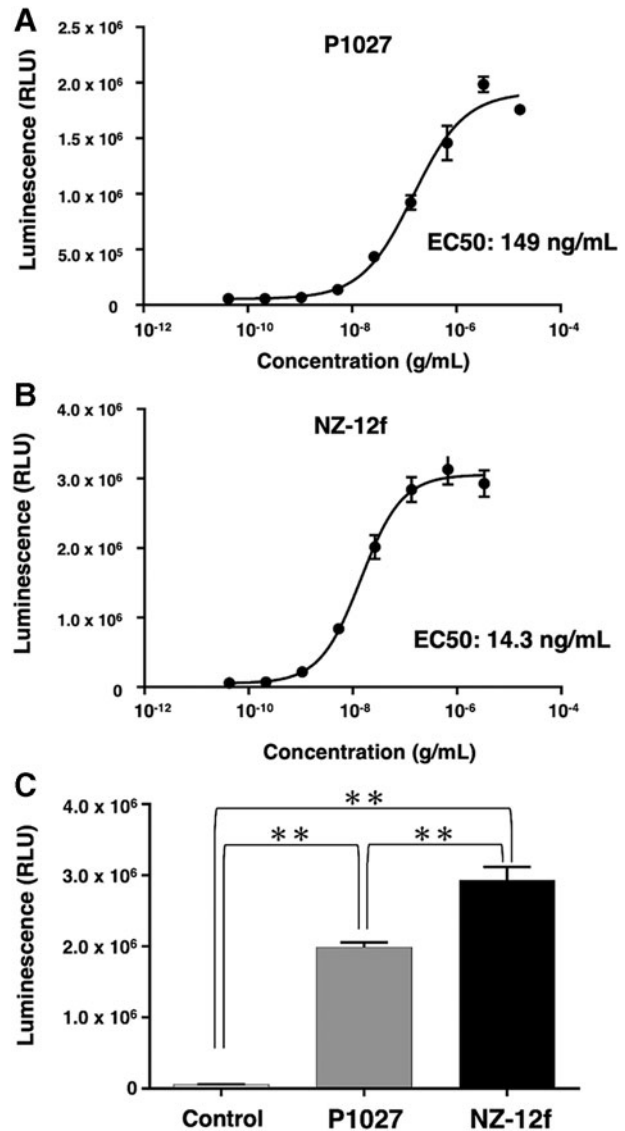 A
P1027
Luminescence (RLU)
2.5 x 10⁶
2.0 x 10⁶
1.5 x 10⁶
1.0 x 10⁶
5.0 x 10⁵
0
EC50: 149 ng/mL
10⁻¹² 10⁻¹⁰ 10⁻⁸ 10⁻⁶ 10⁻⁴
Concentration (g/mL)
B
NZ-12f
Luminescence (RLU)
4.0 x 10⁶
3.0 x 10⁶
2.0 x 10⁶
1.0 x 10⁶
0
EC50: 14.3 ng/mL
10⁻¹² 10⁻¹⁰ 10⁻⁸ 10⁻⁶ 10⁻⁴
Concentration (g/mL)
C
Luminescence (RLU)
4.0 x 10⁶
3.0 x 10⁶
2.0 x 10⁶
1.0 x 10⁶
0
**
** **
Control P1027 NZ-12f